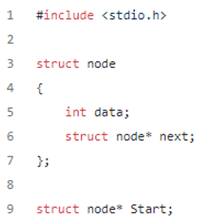 1 #include <stdio.h>
2
3 struct node
4 {
5     int data;
6     struct node* next;
7 };
8
9 struct node* Start;